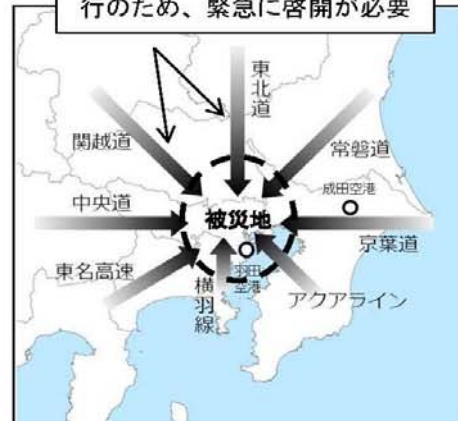 行のため、緊急に啓開が必要
東北道
関越道
常磐道
成田空港
中央道
被災地
京葉道
羽田
空港
東名高速
横羽線
アクアライン